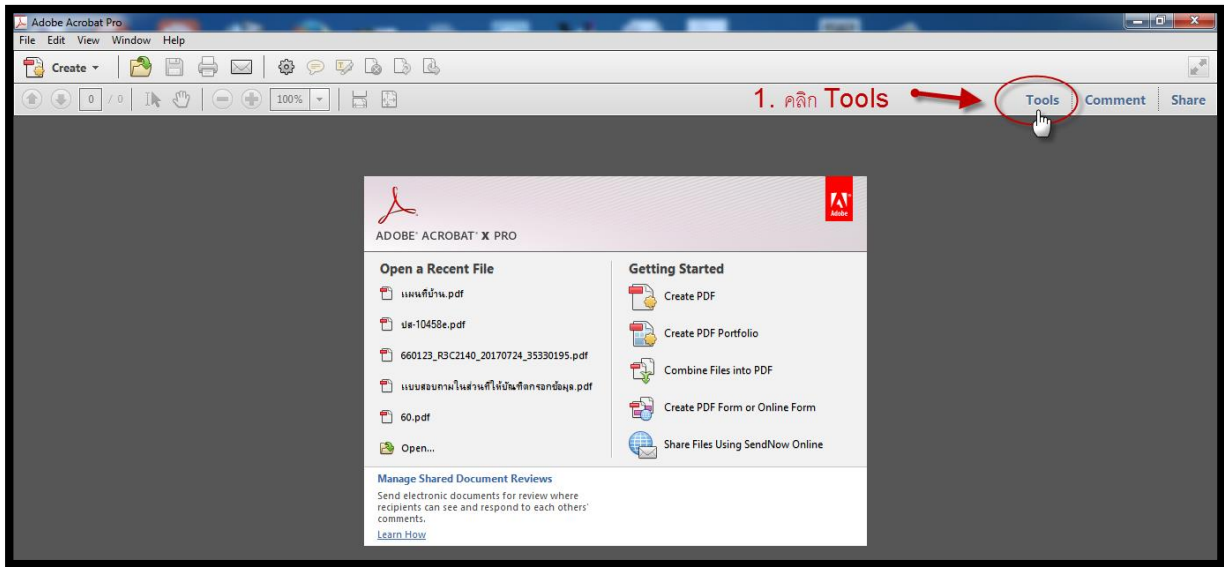 Adobe Acrobat Pro
File Edit View Window Help
Create
0 / 0 100% 1. คลิก Tools Tools Comment Share
Adobe
ADOBE® ACROBAT® X PRO
Open a Recent File
แผนที่บ้าน.pdf
ปส-10458e.pdf
660123_R3C2140_20170724_35330195.pdf
แบบสอบถามในส่วนที่ให้บัณฑิตกรอกข้อมูล.pdf
60.pdf
Open...
Getting Started
Create PDF
Create PDF Portfolio
Combine Files into PDF
Create PDF Form or Online Form
Share Files Using SendNow Online
Manage Shared Document Reviews
Send electronic documents for review where
recipients can see and respond to each others'
comments.
Learn How